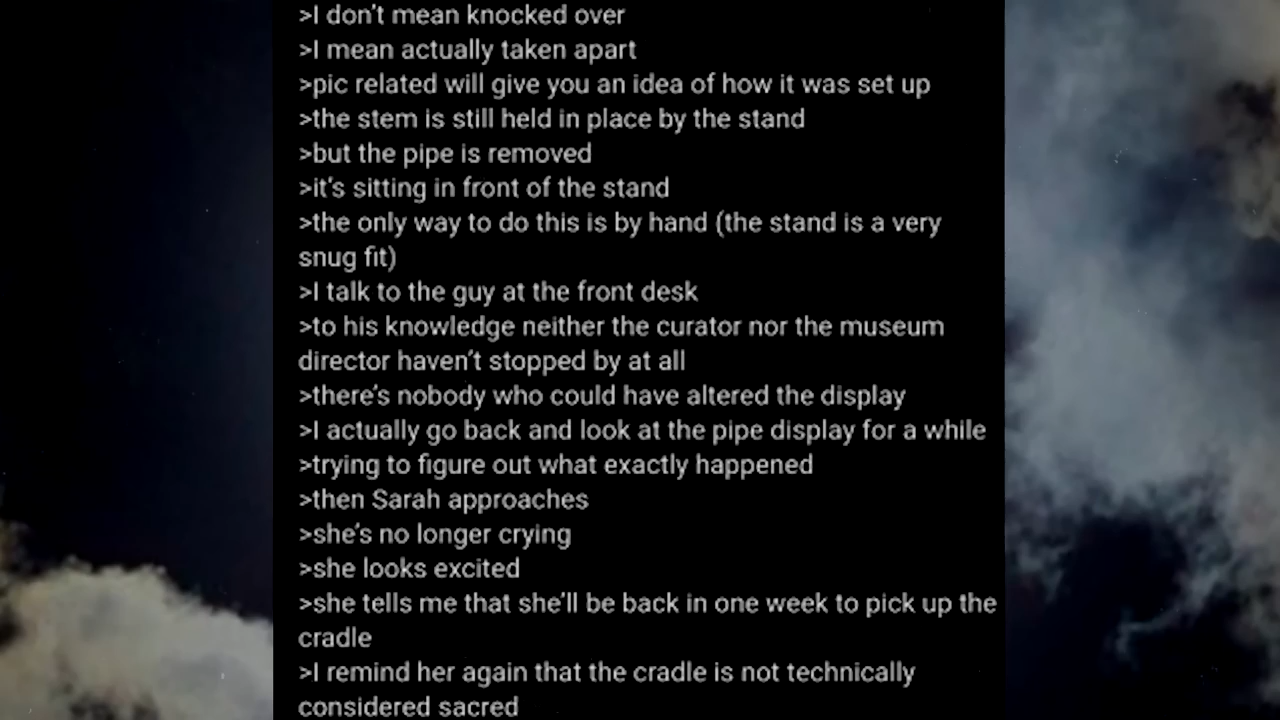 >I don't mean knocked over
>I mean actually taken apart
>pic related will give you an idea of how it was set up
>the stem is still held in place by the stand
>but the pipe is removed
>it's sitting in front of the stand
>the only way to do this is by hand (the stand is a very
snug fit)
>I talk to the guy at the front desk
>to his knowledge neither the curator nor the museum
director haven't stopped by at all
>there's nobody who could have altered the display
>I actually go back and look at the pipe display for a while
>trying to figure out what exactly happened
>then Sarah approaches
>she's no longer crying
>she looks excited
>she tells me that she'll be back in one week to pick up the
cradle
>I remind her again that the cradle is not technically
considered sacred